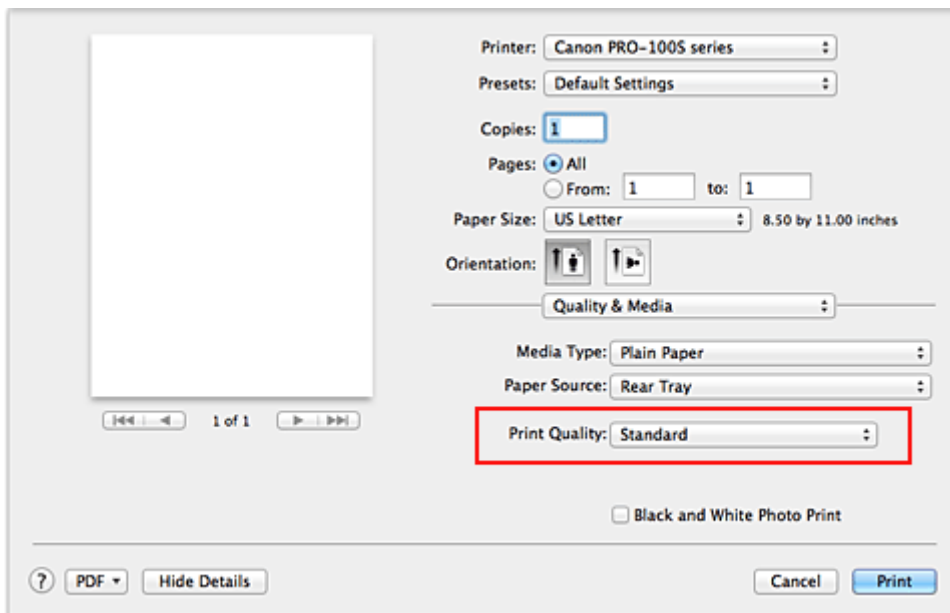 Printer: Canon PRO-100S series
Presets: Default Settings
Copies: 1
Pages: All
From: 1 to: 1
Paper Size: US Letter 8.50 by 11.00 inches
Orientation:
Quality & Media
Media Type: Plain Paper
Paper Source: Rear Tray
1 of 1
Print Quality: Standard
Black and White Photo Print
? PDF Hide Details Cancel Print